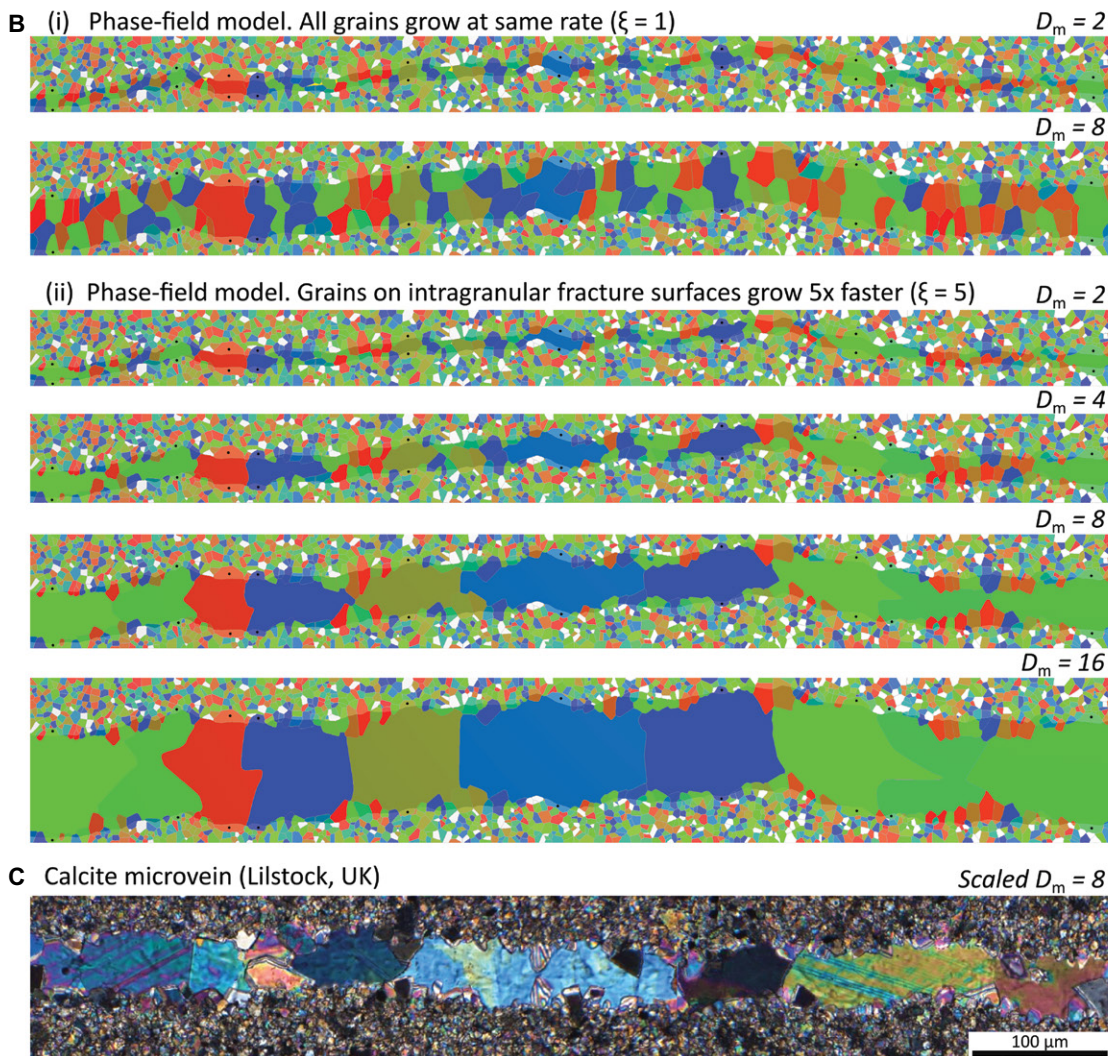 B (i) Phase-field model. All grains grow at same rate (ξ = 1) Dm = 2
Dm = 8
(ii) Phase-field model. Grains on intragranular fracture surfaces grow 5x faster (ξ = 5) Dm = 2
Dm = 4
Dm = 8
Dm = 16
C Calcite microvein (Lilstock, UK) Scaled Dm = 8
100 μm